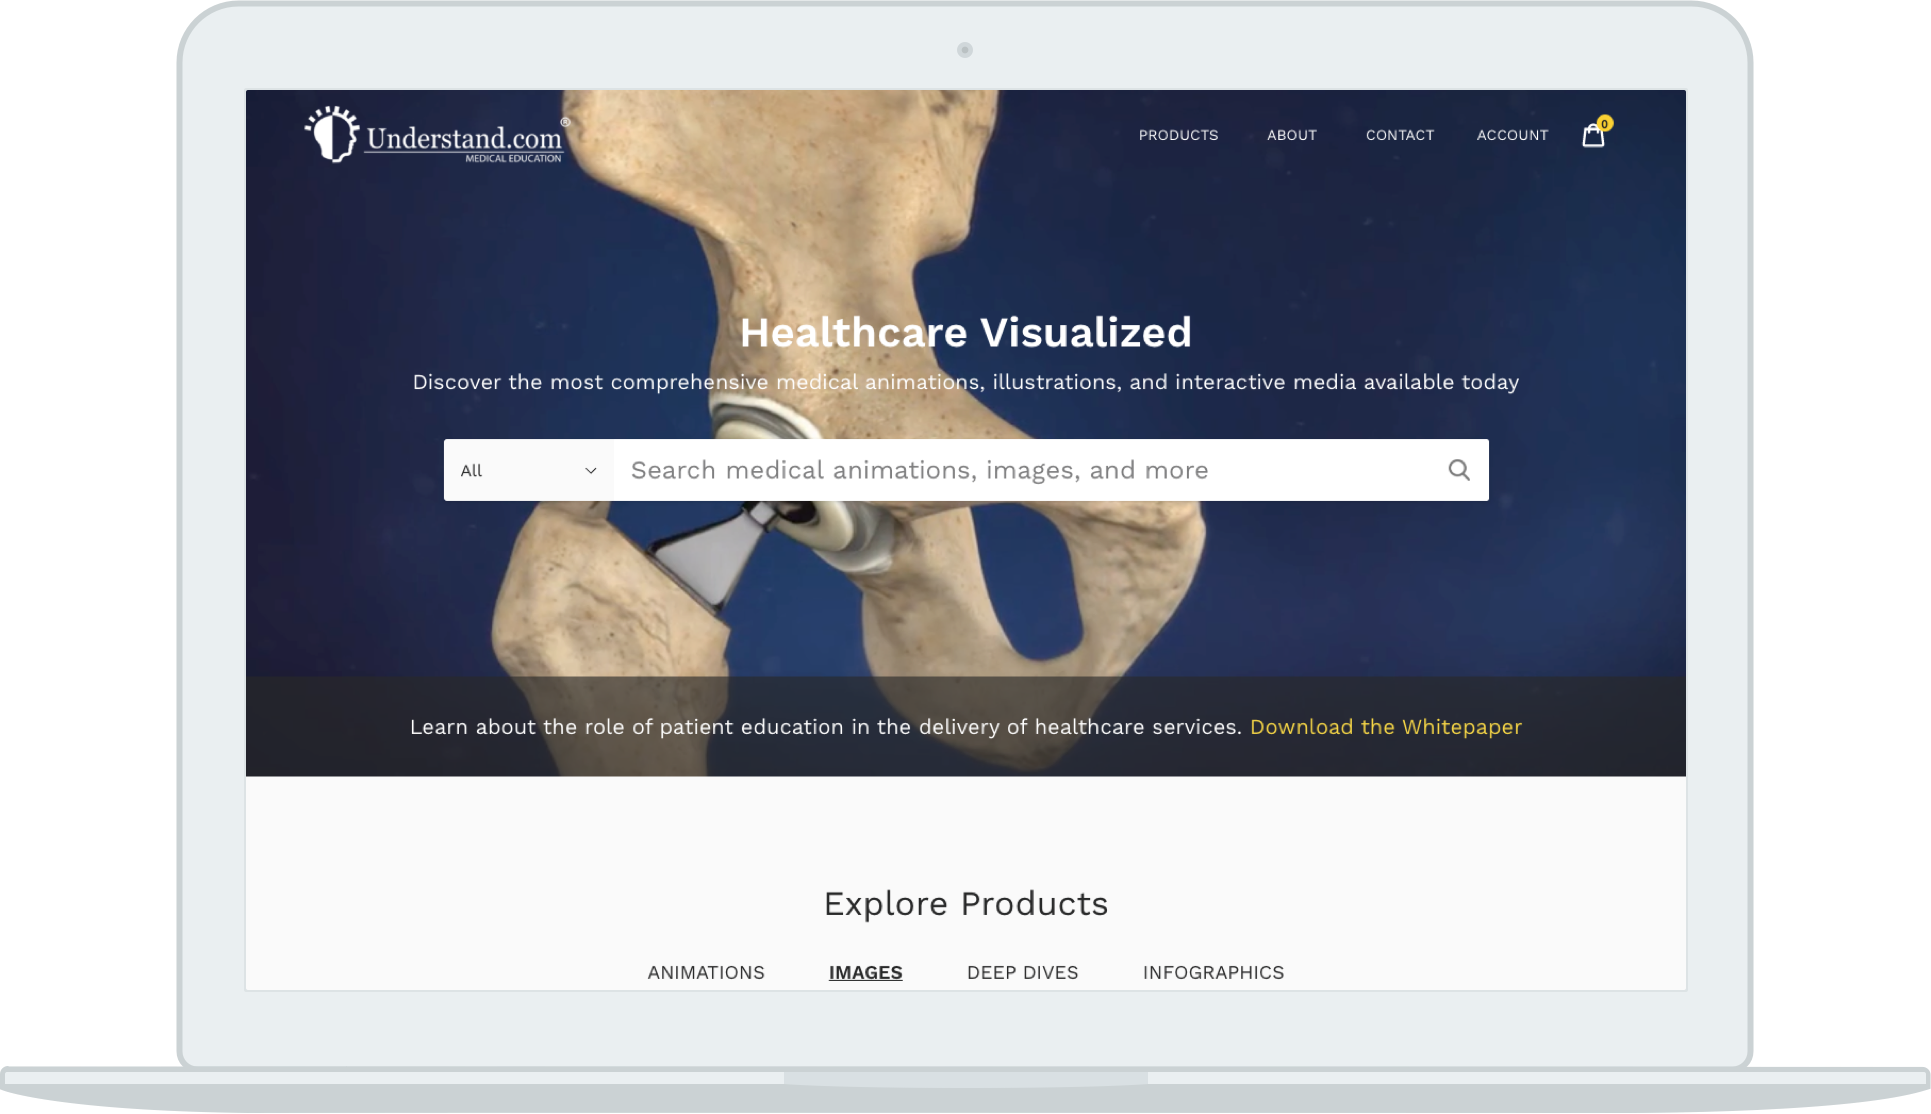 Understand.com®
MEDICAL EDUCATION
PRODUCTS ABOUT CONTACT ACCOUNT 0
Healthcare Visualized
Discover the most comprehensive medical animations, illustrations, and interactive media available today
All Search medical animations, images, and more
Learn about the role of patient education in the delivery of healthcare services. Download the Whitepaper
Explore Products
ANIMATIONS IMAGES DEEP DIVES INFOGRAPHICS